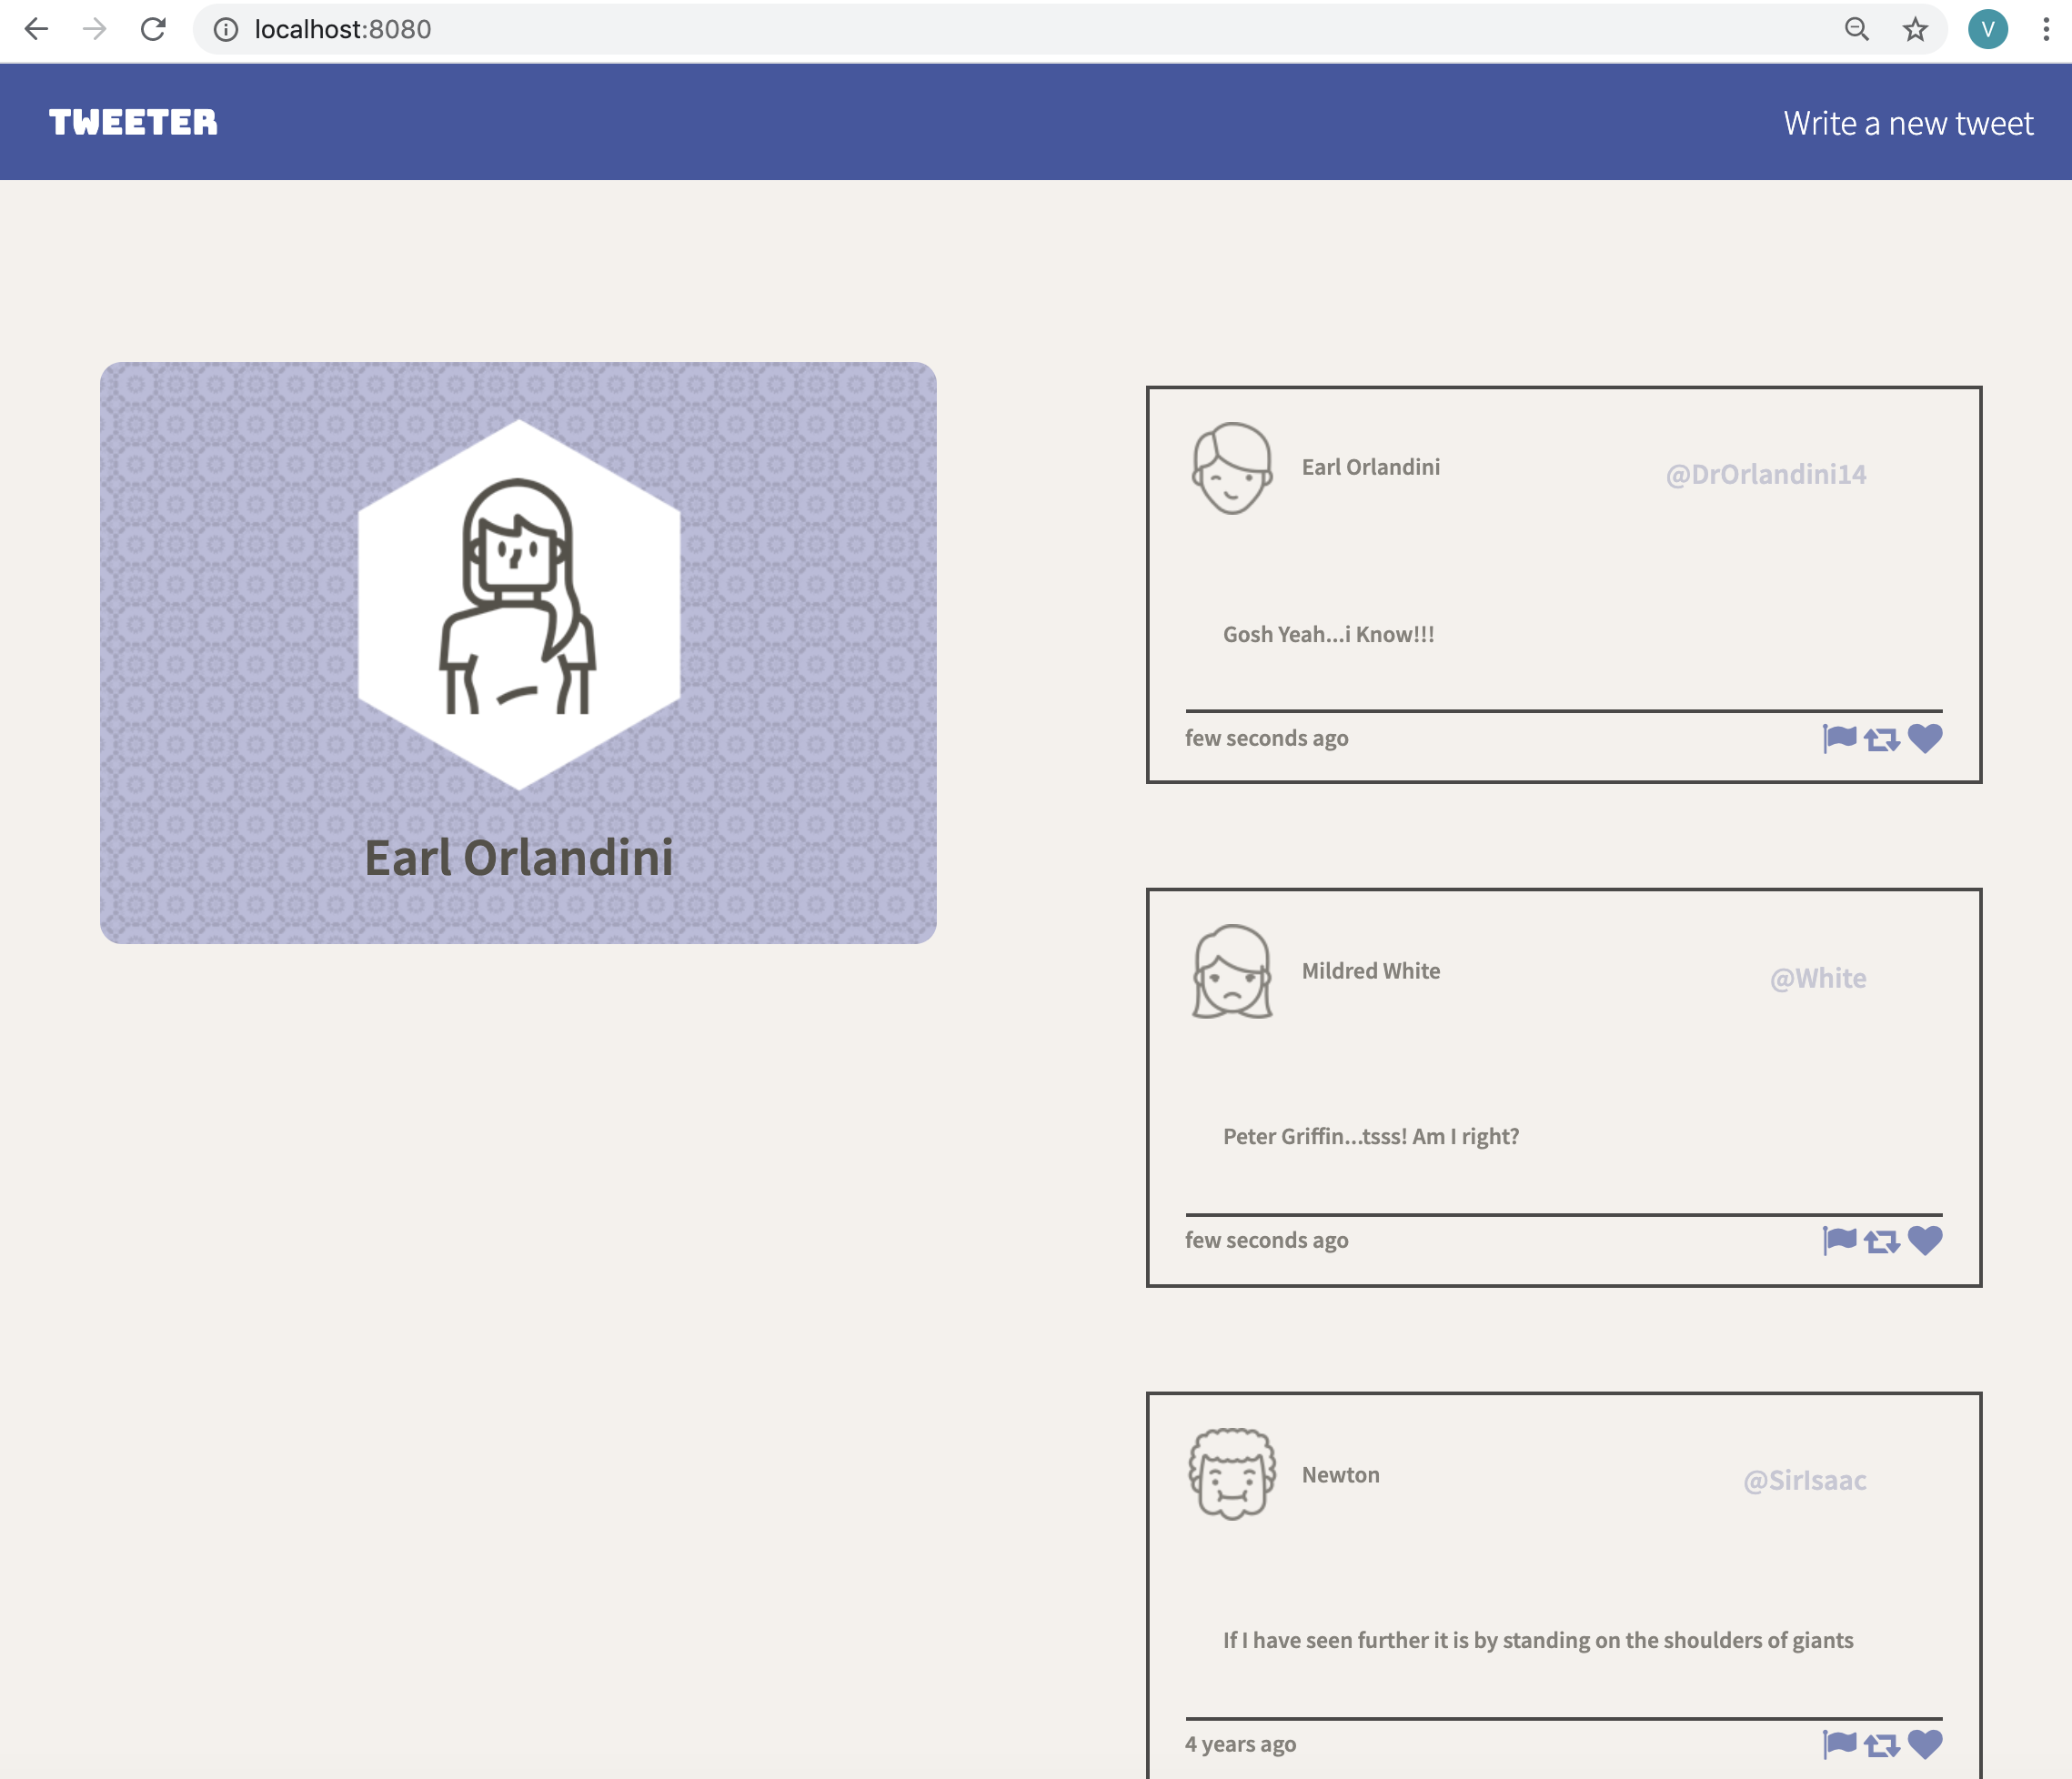 localhost:8080
V
TWEETER
Write a new tweet
Earl Orlandini
Earl Orlandini
@DrOrlandini14
Gosh Yeah...i Know!!!
few seconds ago
Mildred White
@White
Peter Griffin...tsss! Am I right?
few seconds ago
Newton
@SirIsaac
If I have seen further it is by standing on the shoulders of giants
4 years ago